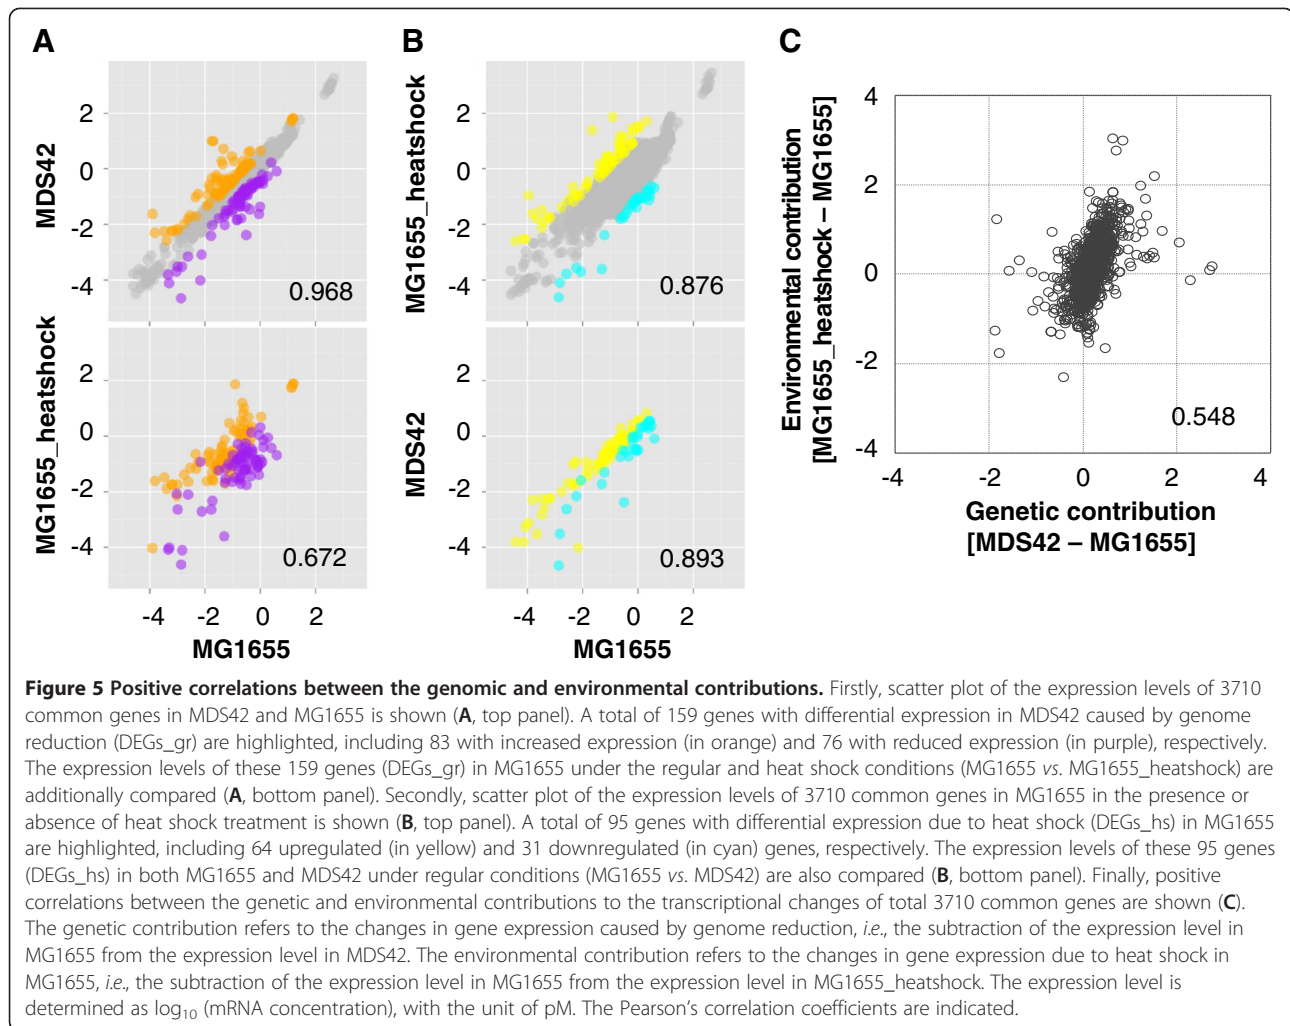 A
B
C
MDS42
2
0
-2
-4
0.968
MG1655_heatshock
2
0
-2
-4
0.672
-4 -2 0 2
MG1655
MG1655_heatshock
2
0
-2
-4
0.876
MDS42
2
0
-2
-4
0.893
-4 -2 0 2
MG1655
Environmental contribution
[MG1655_heatshock – MG1655]
4
2
0
-2
-4
0.548
-4 -2 0 2 4
Genetic contribution
[MDS42 – MG1655]
Figure 5 Positive correlations between the genomic and environmental contributions. Firstly, scatter plot of the expression levels of 3710
common genes in MDS42 and MG1655 is shown (A, top panel). A total of 159 genes with differential expression in MDS42 caused by genome
reduction (DEGs_gr) are highlighted, including 83 with increased expression (in orange) and 76 with reduced expression (in purple), respectively.
The expression levels of these 159 genes (DEGs_gr) in MG1655 under the regular and heat shock conditions (MG1655 vs. MG1655_heatshock) are
additionally compared (A, bottom panel). Secondly, scatter plot of the expression levels of 3710 common genes in MG1655 in the presence or
absence of heat shock treatment is shown (B, top panel). A total of 95 genes with differential expression due to heat shock (DEGs_hs) in MG1655
are highlighted, including 64 upregulated (in yellow) and 31 downregulated (in cyan) genes, respectively. The expression levels of these 95 genes
(DEGs_hs) in both MG1655 and MDS42 under regular conditions (MG1655 vs. MDS42) are also compared (B, bottom panel). Finally, positive
correlations between the genetic and environmental contributions to the transcriptional changes of total 3710 common genes are shown (C).
The genetic contribution refers to the changes in gene expression caused by genome reduction, i.e., the subtraction of the expression level in
MG1655 from the expression level in MDS42. The environmental contribution refers to the changes in gene expression due to heat shock in
MG1655, i.e., the subtraction of the expression level in MG1655 from the expression level in MG1655_heatshock. The expression level is
determined as log₁₀ (mRNA concentration), with the unit of pM. The Pearson's correlation coefficients are indicated.